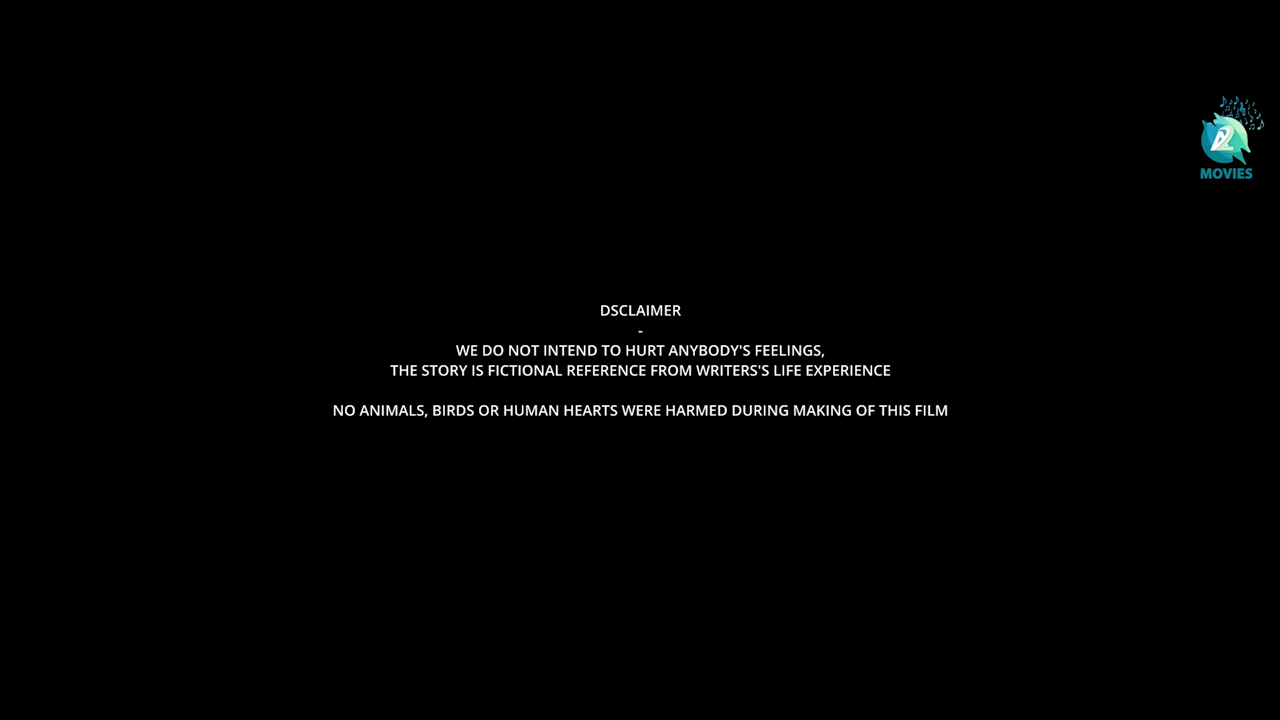 MOVIES
DSCLAIMER
-
WE DO NOT INTEND TO HURT ANYBODY'S FEELINGS,
THE STORY IS FICTIONAL REFERENCE FROM WRITERS'S LIFE EXPERIENCE
NO ANIMALS, BIRDS OR HUMAN HEARTS WERE HARMED DURING MAKING OF THIS FILM